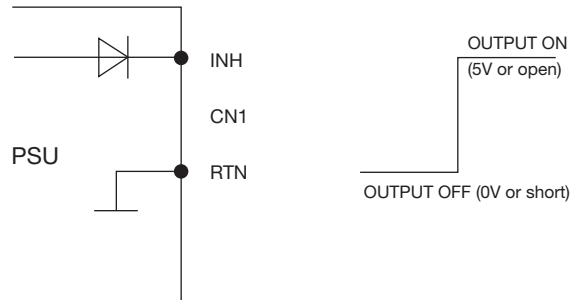 INH
CN1
PSU
RTN
OUTPUT ON
(5V or open)
OUTPUT OFF (0V or short)